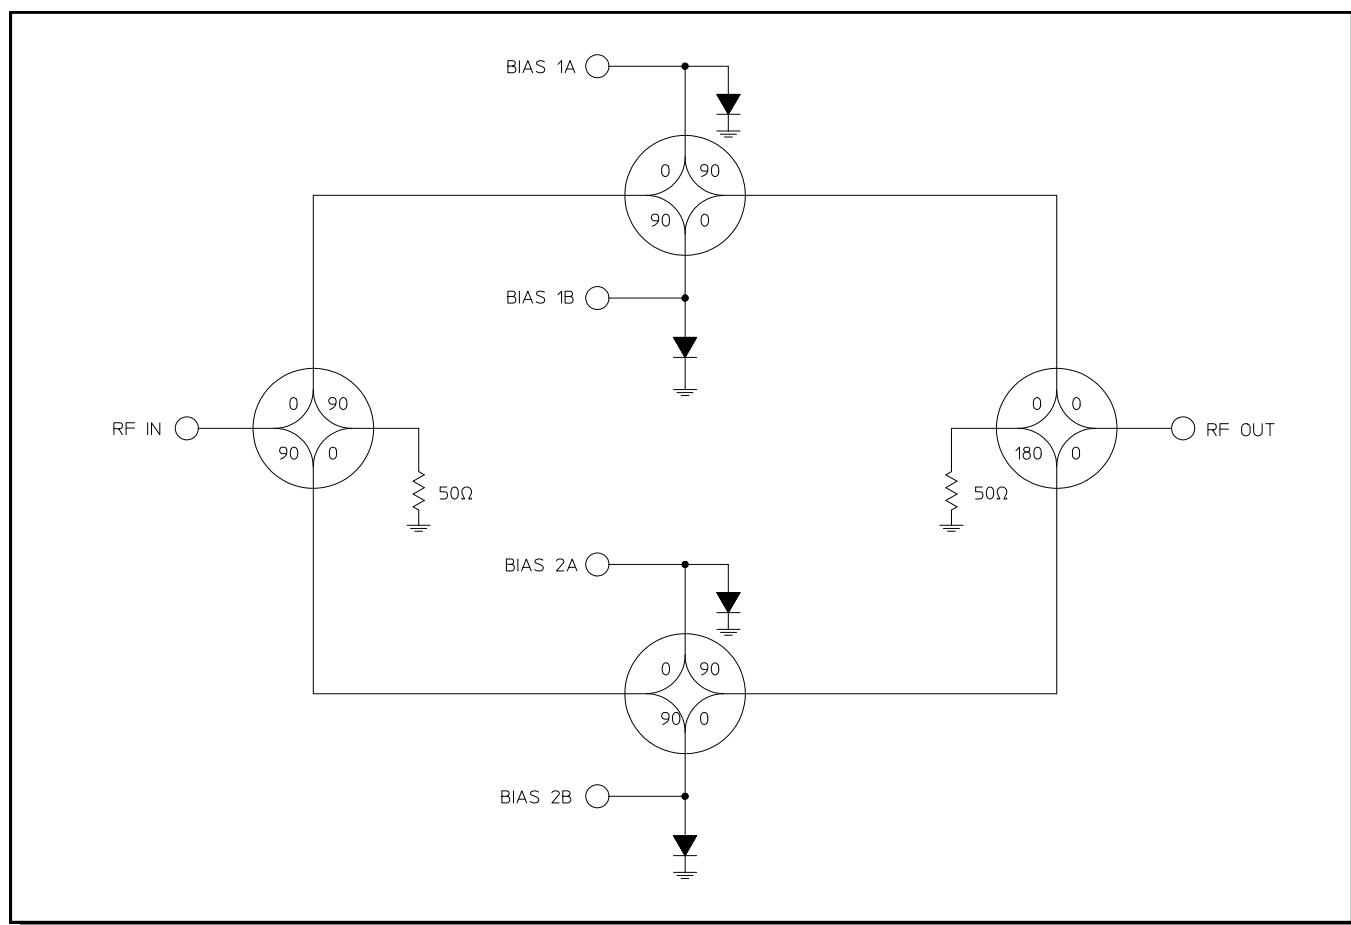 BIAS 1A
0 90
90 0
BIAS 1B
0 90
RF IN
90 0
50Ω
0 0
RF OUT
180 0
50Ω
BIAS 2A
0 90
90 0
BIAS 2B